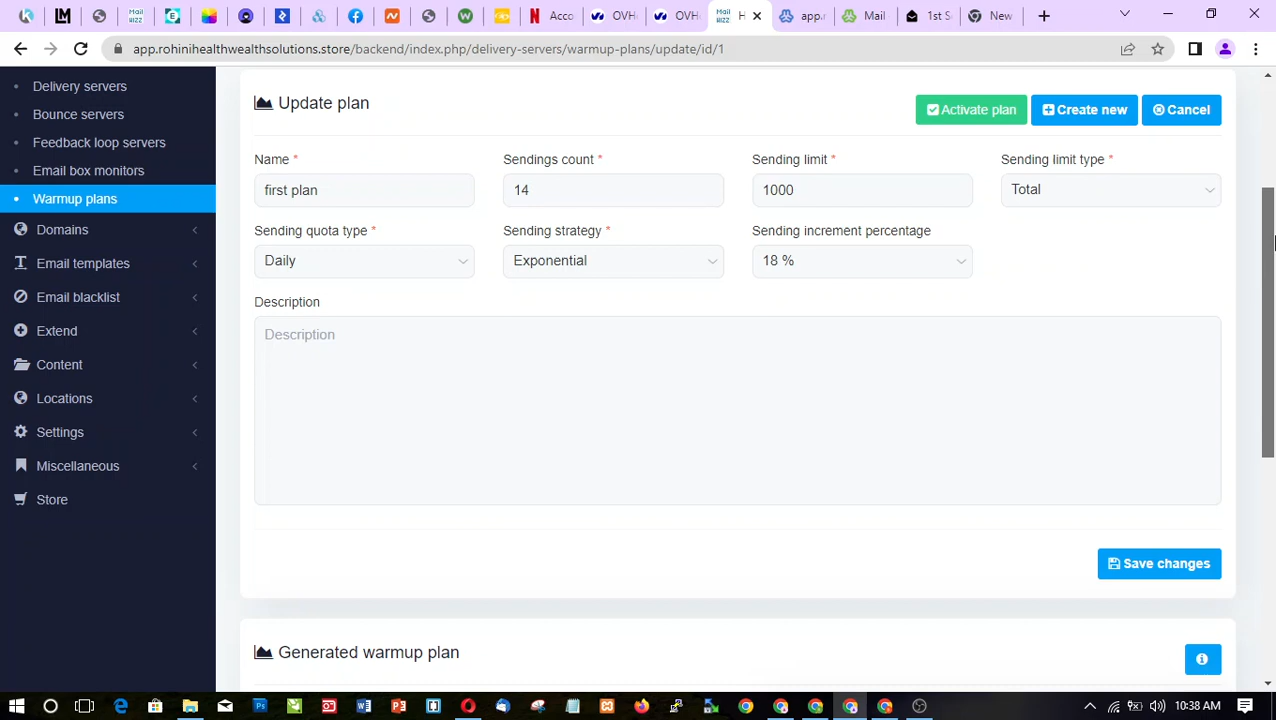 Acco
OVH
OVH
Mail
WIZZ
H
app.r
Mail
1st S
New
app.rohinihealthwealthsolutions.store/backend/index.php/delivery-servers/warmup-plans/update/id/1
Delivery servers
Bounce servers
Feedback loop servers
Email box monitors
Warmup plans
Domains
Email templates
Email blacklist
Extend
Content
Locations
Settings
Miscellaneous
Store
Update plan
Activate plan
Create new
Cancel
Name *
Sendings count *
Sending limit *
Sending limit type *
first plan
14
1000
Total
Sending quota type *
Sending strategy *
Sending increment percentage
Daily
Exponential
18 %
Description
Description
Save changes
Generated warmup plan
10:38 AM